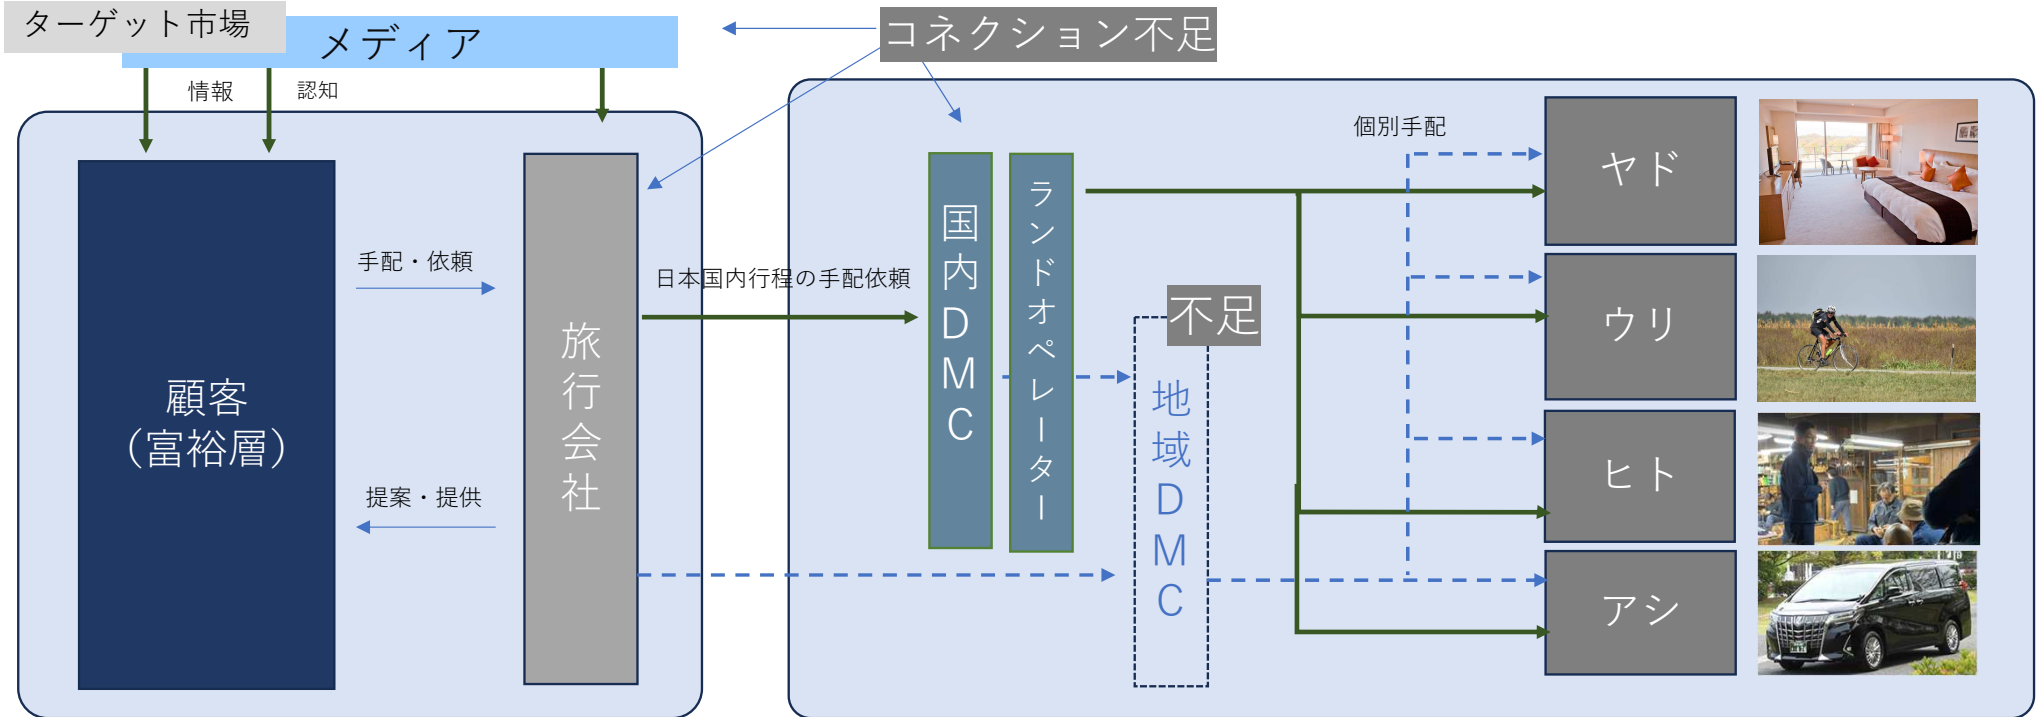 ターゲット市場
メディア
コネクション不足
情報
認知
個別手配
顧客
（富裕層）
手配・依頼
提案・提供
旅行会社
日本国内行程の手配依頼
国内DMC
ランドオペレーター
不足
地域DMC
ヤド
ウリ
ヒト
アシ